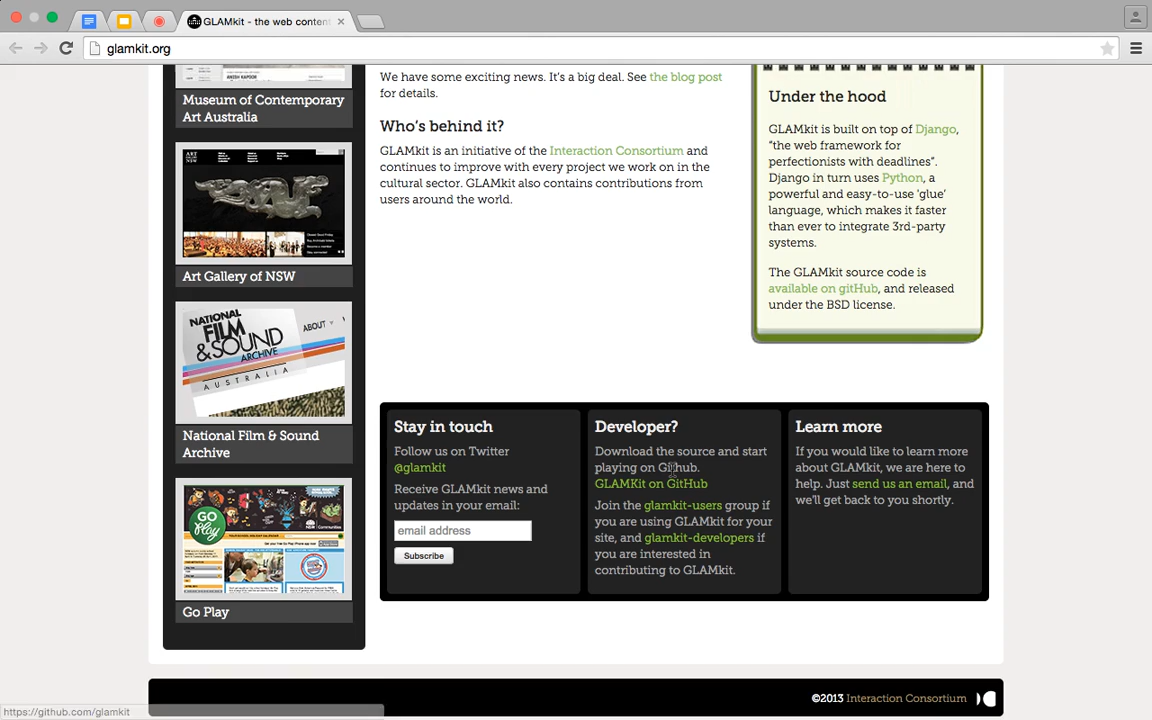 GLAMkit - the web content
glamkit.org
Museum of Contemporary
Art Australia
Art Gallery of NSW
NATIONAL
FILM
& SOUND
ARCHIVE
AUSTRALIA
ABOUT
National Film & Sound
Archive
GO
PLAY
Go Play
We have some exciting news. It's a big deal. See the blog post
for details.
Who's behind it?
GLAMkit is an initiative of the Interaction Consortium and
continues to improve with every project we work on in the
cultural sector. GLAMkit also contains contributions from
users around the world.
Under the hood
GLAMkit is built on top of Django,
"the web framework for
perfectionists with deadlines".
Django in turn uses Python, a
powerful and easy-to-use 'glue'
language, which makes it faster
than ever to integrate 3rd-party
systems.
The GLAMkit source code is
available on gitHub, and released
under the BSD license.
Stay in touch
Follow us on Twitter
@glamkit
Receive GLAMkit news and
updates in your email:
email address
Subscribe
Developer?
Download the source and start
playing on Github.
GLAMKit on GitHub
Join the glamkit-users group if
you are using GLAMkit for your
site, and glamkit-developers if
you are interested in
contributing to GLAMkit.
Learn more
If you would like to learn more
about GLAMkit, we are here to
help. Just send us an email, and
we'll get back to you shortly.
©2013 Interaction Consortium
https://github.com/glamkit